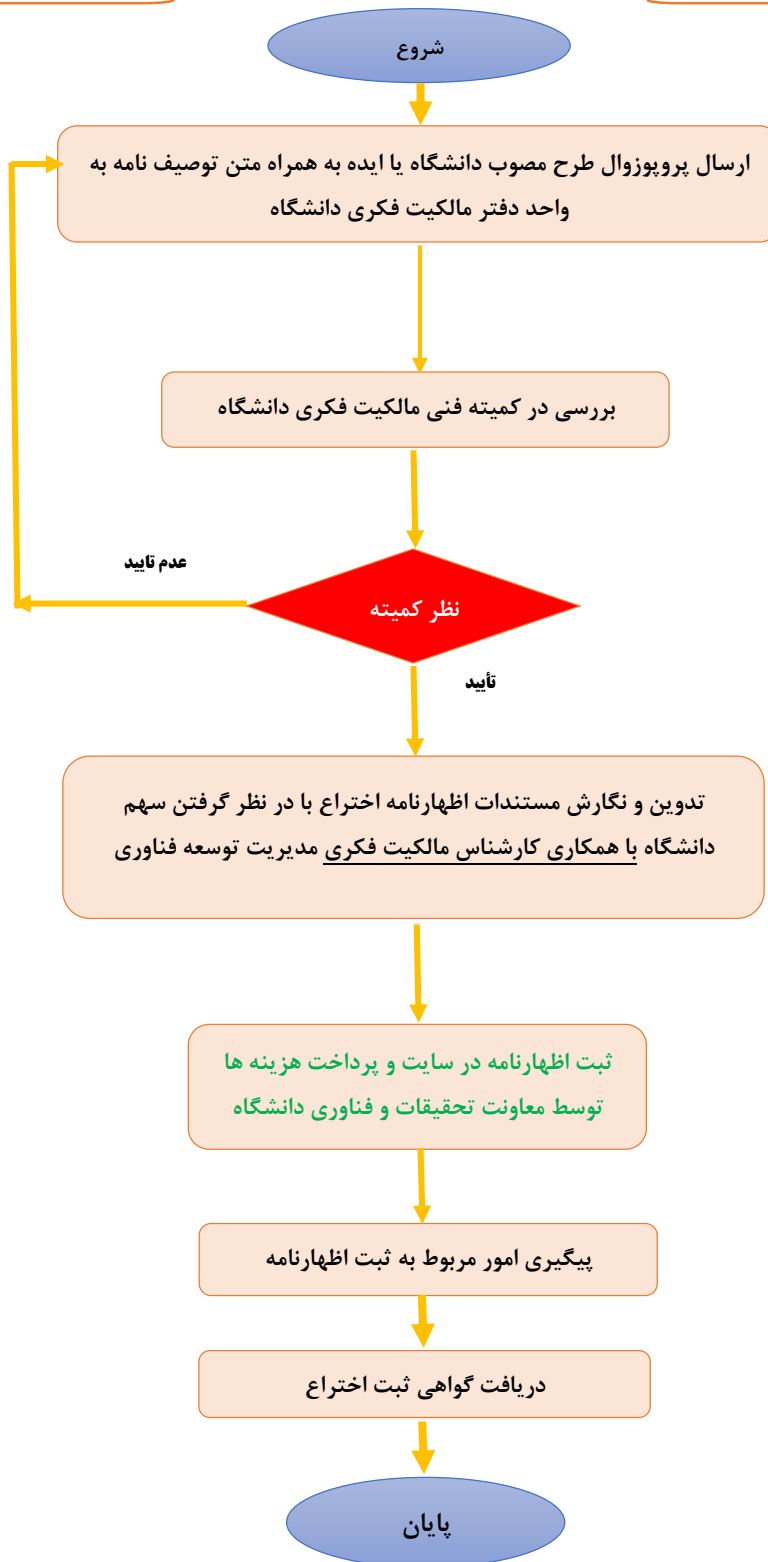 شروع
ارسال پروپوزوال طرح مصوب دانشگاه یا ایده به همراه متن توصیف نامه به
واحد دفتر مالکیت فکری دانشگاه
بررسی در کمیته فنی مالکیت فکری دانشگاه
عدم تایید
نظر کمیته
تأیید
تدوین و نگارش مستندات اظهارنامه اختراع با در نظر گرفتن سهم
دانشگاه با همکاری کارشناس مالکیت فکری مدیریت توسعه فناوری
ثبت اظهارنامه در سایت و پرداخت هزینه ها
توسط معاونت تحقیقات و فناوری دانشگاه
پیگیری امور مربوط به ثبت اظهارنامه
دریافت گواهی ثبت اختراع
پایان